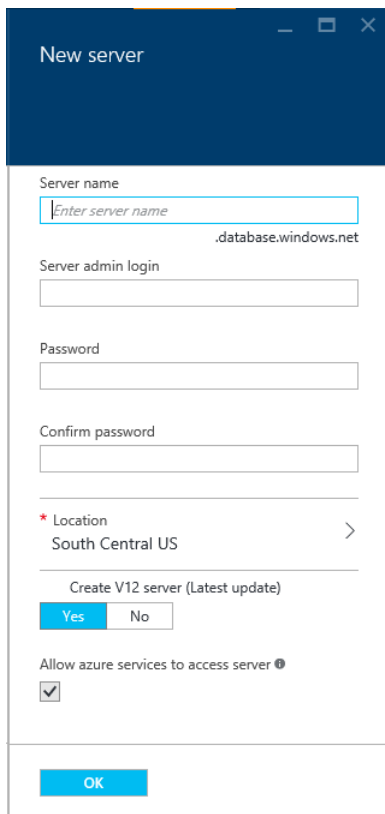 New server
Server name
Enter server name
.database.windows.net
Server admin login
Password
Confirm password
* Location
South Central US
Create V12 server (Latest update)
Yes No
Allow azure services to access server
OK